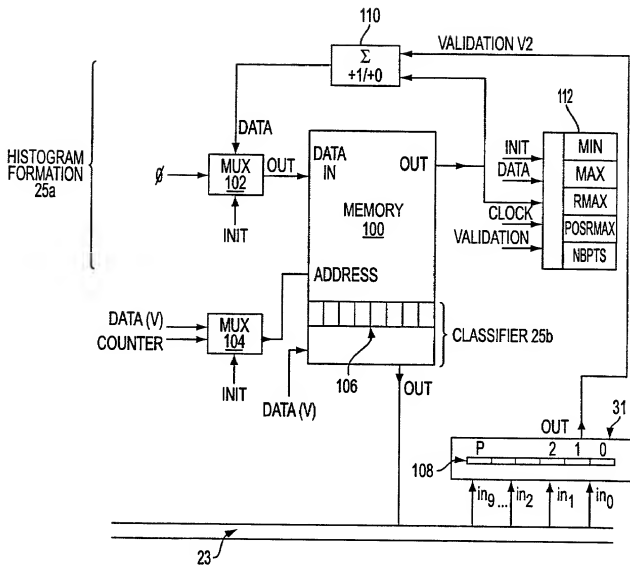 110
VALIDATION V2
Σ
+1/+0
112
DATA
HISTOGRAM
FORMATION 25a
MUX
102
OUT
DATA
IN
OUT
INIT
DATA
MIN
MAX
RMAX
POSRMAX
NBPTS
CLOCK
VALIDATION
ø
INIT
MEMORY
100
ADDRESS
DATA (V)
COUNTER
MUX
104
CLASSIFIER 25b
106
INIT
DATA (V)
OUT
OUT
31
P 2 1 0
108
in9... in2 in1 in0
23